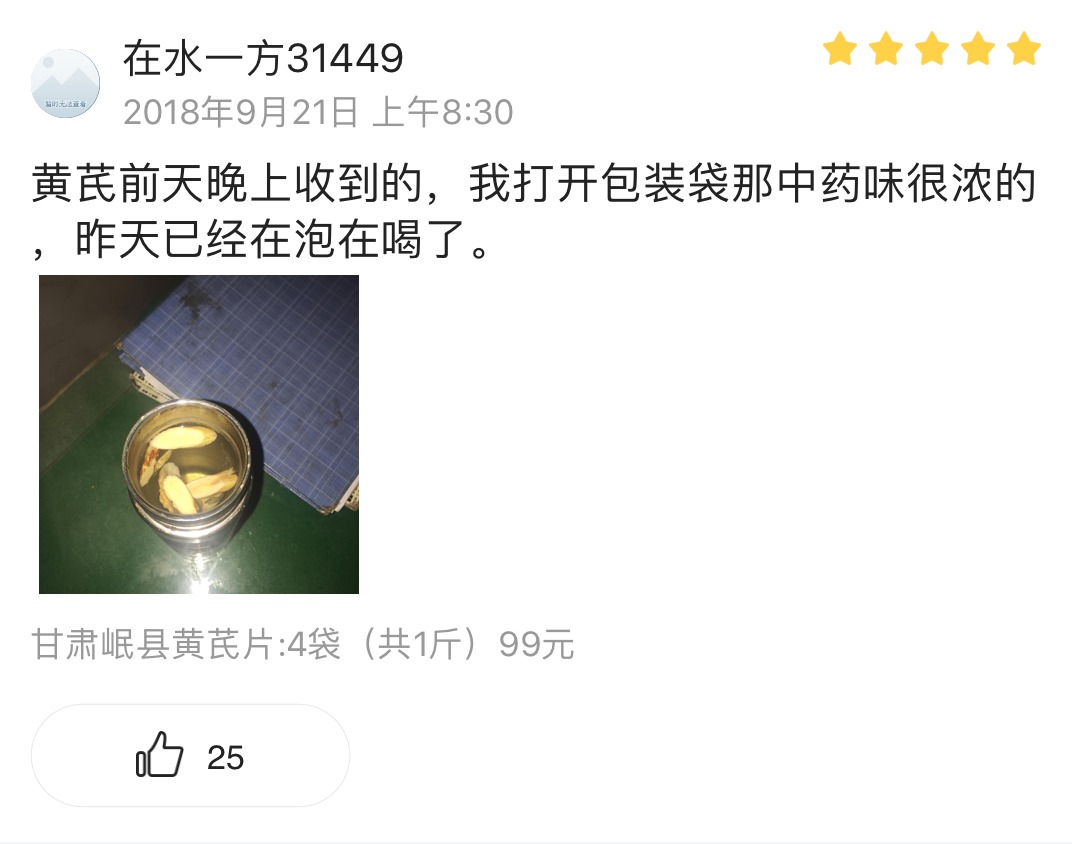 在水一方31449
2018年9月21日 上午8:30
黄芪前天晚上收到的，我打开包装袋那中药味很浓的
，昨天已经在泡在喝了。
甘肃岷县黄芪片:4袋（共1斤）99元
25